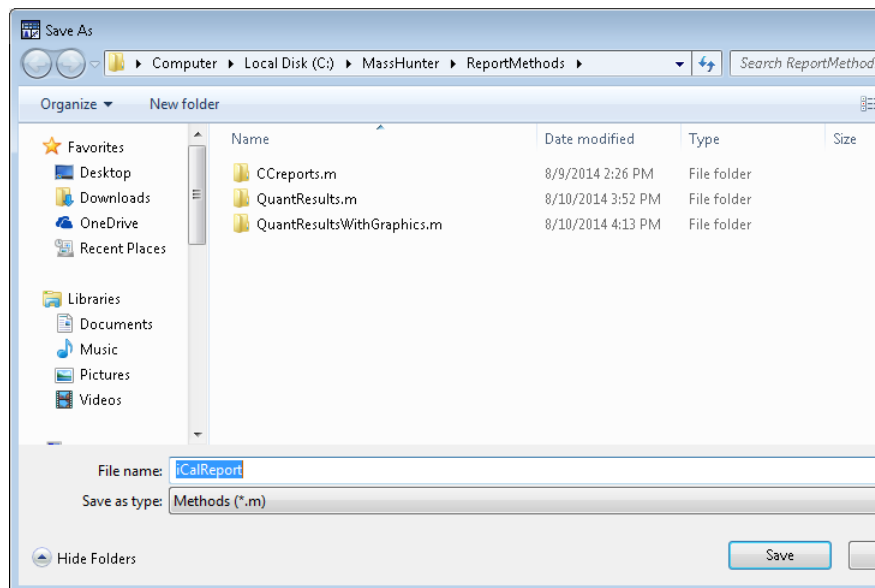 Save As
Computer Local Disk (C:) MassHunter ReportMethods Search ReportMethod
Organize New folder
Name Date modified Type Size
Favorites
Desktop
Downloads
OneDrive
Recent Places
Libraries
Documents
Music
Pictures
Videos
CCreports.m 8/9/2014 2:26 PM File folder
QuantResults.m 8/10/2014 3:52 PM File folder
QuantResultsWithGraphics.m 8/10/2014 4:13 PM File folder
File name: iCalReport
Save as type: Methods (*.m)
Hide Folders Save